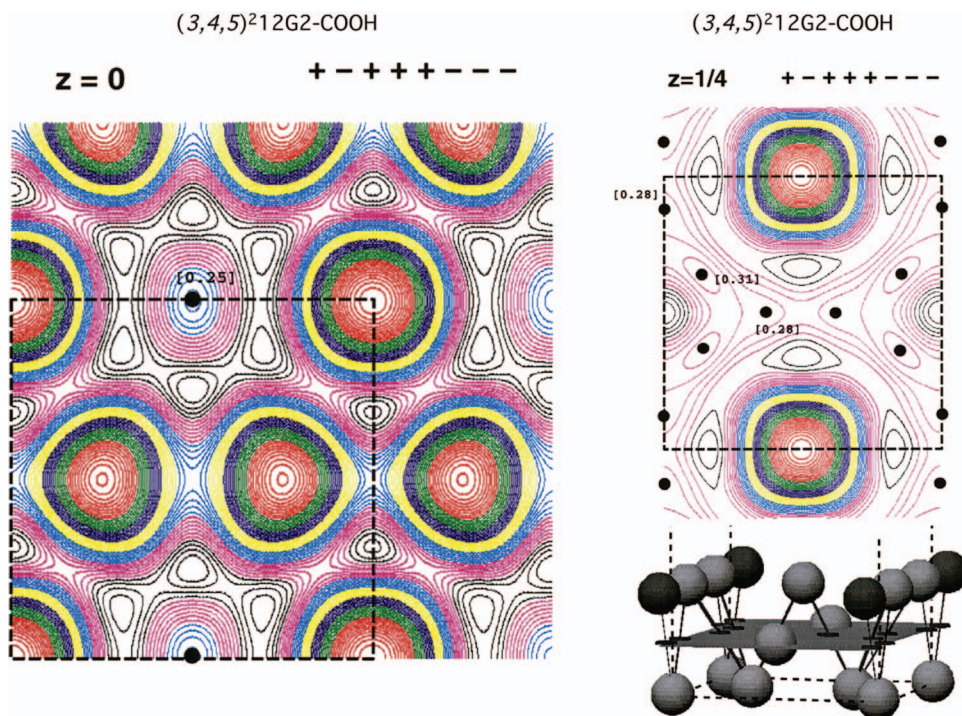 (3,4,5)²12G2-COOH
z = 0
+ − + + + − − −
[0.25]
(3,4,5)²12G2-COOH
z=1/4
+ − + + + − − −
[0.28]
[0.31]
[0.28]